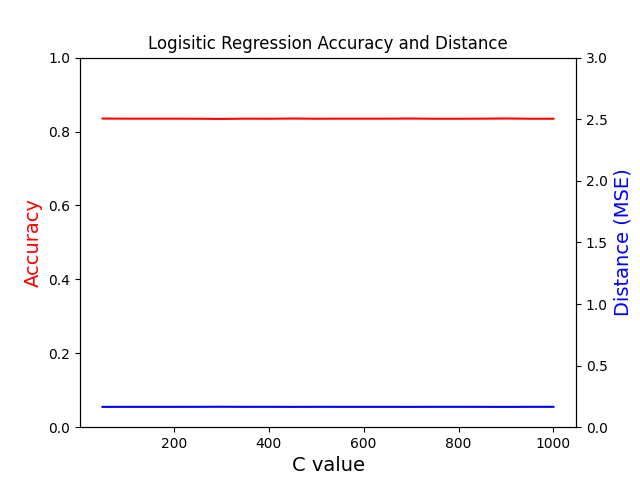 Logisitic Regression Accuracy and Distance
1.0
0.8
0.6
0.4
0.2
0.0
Accuracy
3.0
2.5
2.0
1.5
1.0
0.5
0.0
Distance (MSE)
200 400 600 800 1000
C value